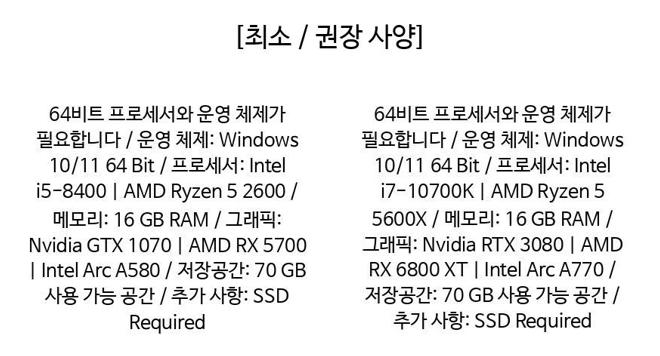 [최소 / 권장 사양]
64비트 프로세서와 운영 체제가
필요합니다 / 운영 체제: Windows
10/11 64 Bit / 프로세서: Intel
i5-8400 | AMD Ryzen 5 2600 /
메모리: 16 GB RAM / 그래픽:
Nvidia GTX 1070 | AMD RX 5700
| Intel Arc A580 / 저장공간: 70 GB
사용 가능 공간 / 추가 사항: SSD
Required
64비트 프로세서와 운영 체제가
필요합니다 / 운영 체제: Windows
10/11 64 Bit / 프로세서: Intel
i7-10700K | AMD Ryzen 5
5600X / 메모리: 16 GB RAM /
그래픽: Nvidia RTX 3080 | AMD
RX 6800 XT | Intel Arc A770 /
저장공간: 70 GB 사용 가능 공간 /
추가 사항: SSD Required